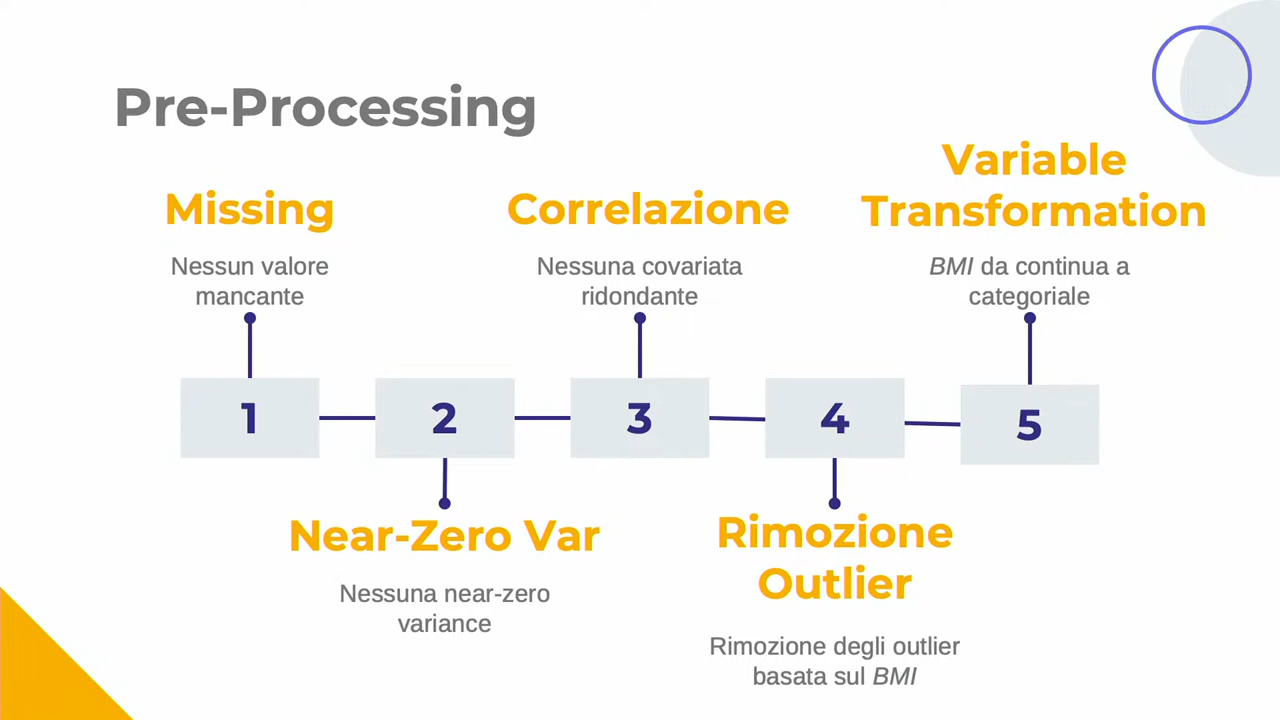 Pre-Processing
Missing
Nessun valore
mancante
Correlazione
Nessuna covariata
ridondante
Variable
Transformation
BMI da continua a
categoriale
1
2
3
4
5
Near-Zero Var
Nessuna near-zero
variance
Rimozione
Outlier
Rimozione degli outlier
basata sul BMI